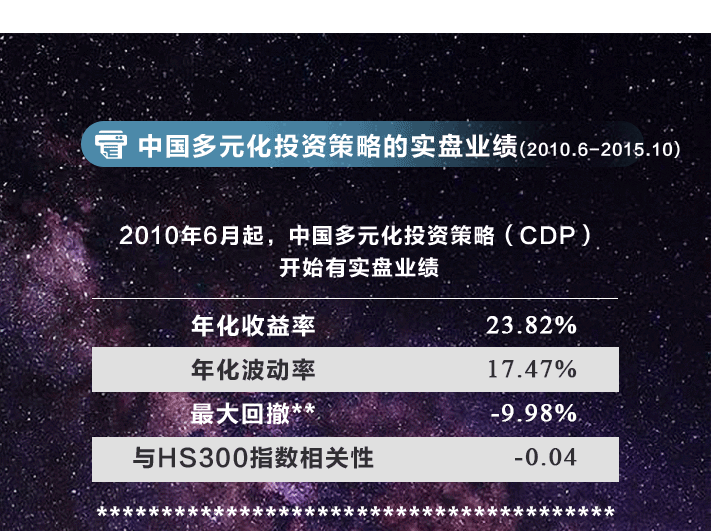 中国多元化投资策略的实盘业绩(2010.6-2015.10)
2010年6月起，中国多元化投资策略（CDP）
开始有实盘业绩
年化收益率 23.82%
年化波动率 17.47%
最大回撤** -9.98%
与HS300指数相关性 -0.04
****************************************